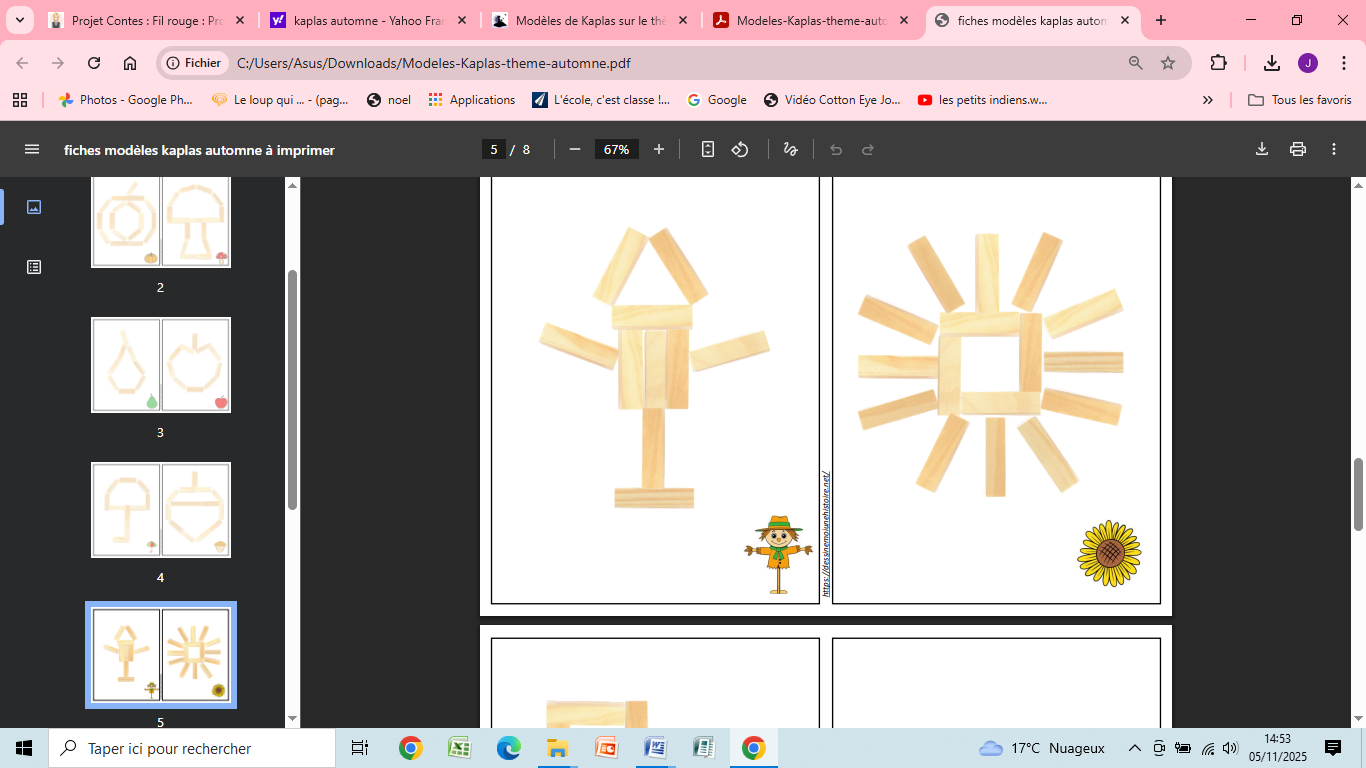 Projet Contes : Fil rouge : Pre
kaplas automne - Yahoo Fran
Modèles de Kaplas sur le thè
Modeles-Kaplas-theme-auto
fiches modèles kaplas autom
Fichier
C:/Users/Asus/Downloads/Modeles-Kaplas-theme-automne.pdf
J
Photos - Google Ph...
Le loup qui ... - (pag...
noel
Applications
L'école, c'est classe !...
Google
Vidéo Cotton Eye Jo...
les petits indiens.w...
Tous les favoris
fiches modèles kaplas automne à imprimer
5 / 8
67%
2
3
4
5
https://dessinemoiunehistoire.net/
Taper ici pour rechercher
17°C Nuageux
14:53
05/11/2025